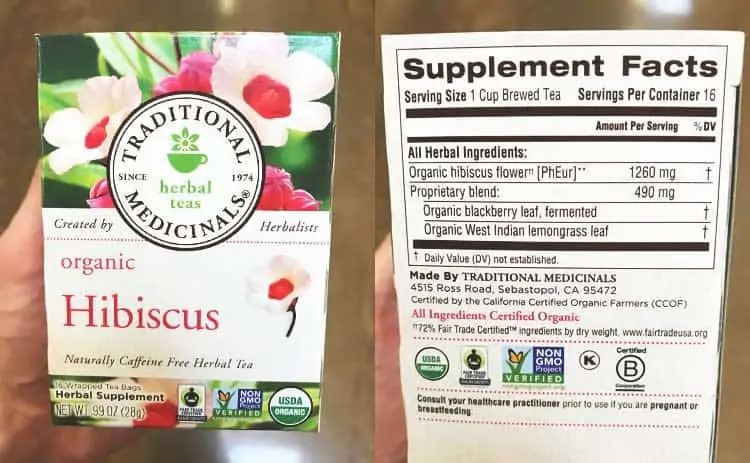 TRADITIONAL
SINCE 1974
herbal
teas
MEDICINALS®
Created by Herbalists
organic
Hibiscus
Naturally Caffeine Free Herbal Tea
16 Wrapped Tea Bags
Herbal Supplement
NET WT .99 OZ (28g)
FAIR TRADE
CERTIFIED
NON
GMO
Project
VERIFIED
USDA
ORGANIC
Supplement Facts
Serving Size 1 Cup Brewed Tea Servings Per Container 16
Amount Per Serving %DV
All Herbal Ingredients:
Organic hibiscus flower†† [PhEur]** 1260 mg †
Proprietary blend: 490 mg
Organic blackberry leaf, fermented †
Organic West Indian lemongrass leaf †
† Daily Value (DV) not established.
Made By TRADITIONAL MEDICINALS
4515 Ross Road, Sebastopol, CA 95472
Certified by the California Certified Organic Farmers (CCOF)
All Ingredients Certified Organic
††72% Fair Trade Certified™ ingredients by dry weight. www.fairtradeusa.org
USDA
ORGANIC
FAIR TRADE
CERTIFIED
NON
GMO
Project
VERIFIED
K
Certified
B
Corporation
Consult your healthcare practitioner prior to use if you are pregnant or
breastfeeding.